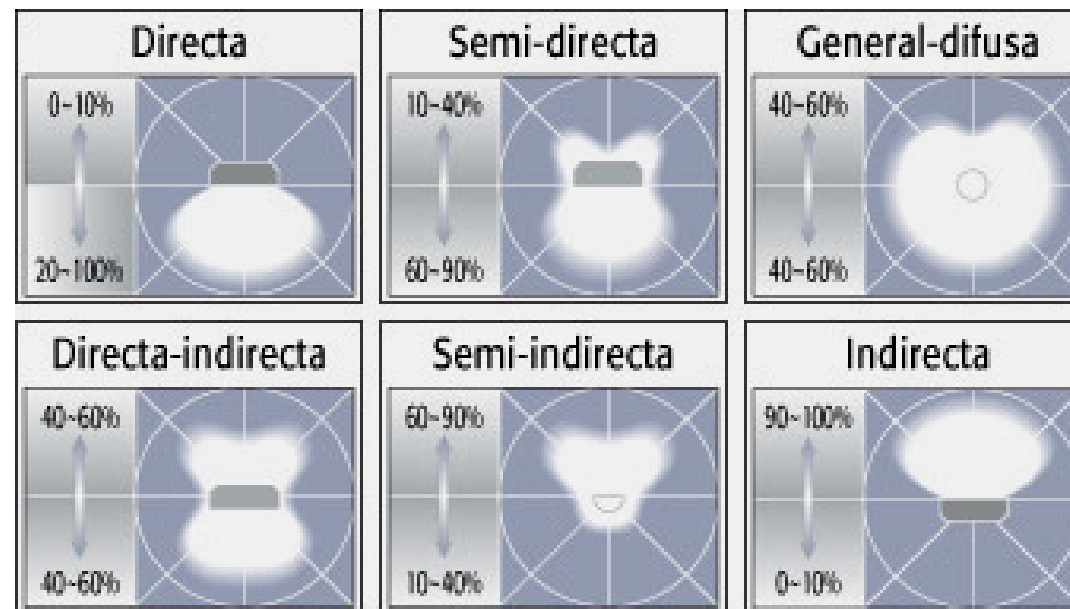 Directa
0~10%
20~100%
Semi-directa
10~40%
60~90%
General-difusa
40~60%
40~60%
Directa-indirecta
40~60%
40~60%
Semi-indirecta
60~90%
10~40%
Indirecta
90~100%
0~10%